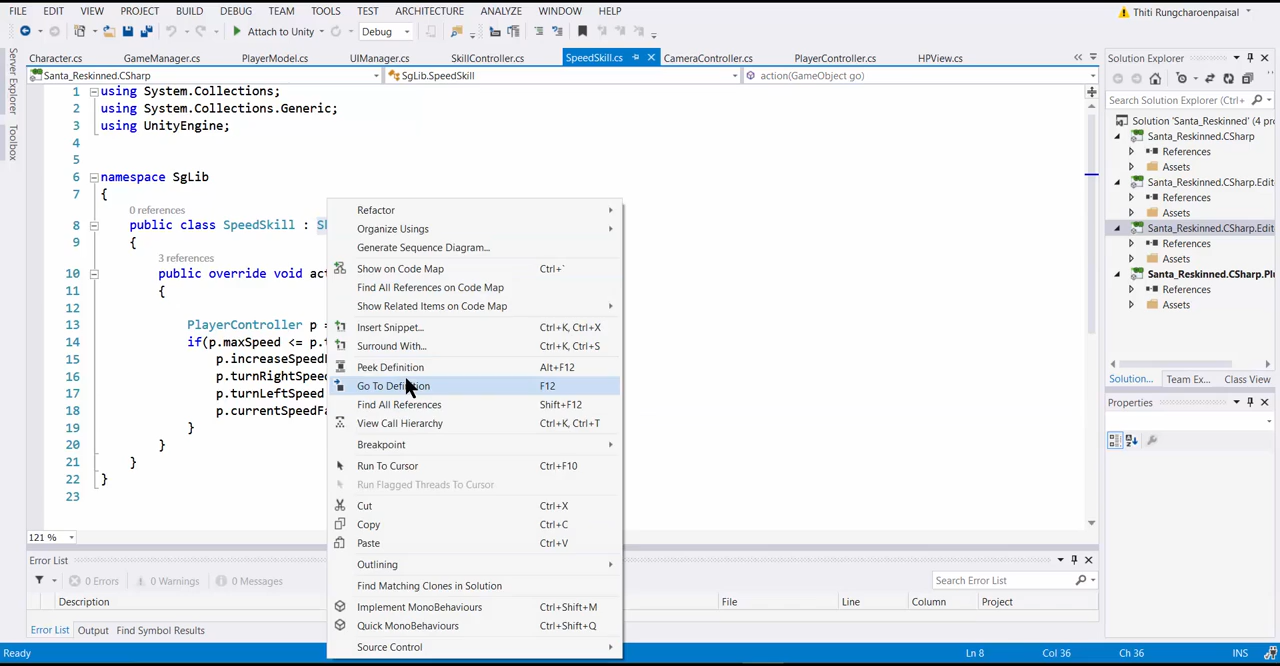 FILE EDIT VIEW PROJECT BUILD DEBUG TEAM TOOLS TEST ARCHITECTURE ANALYZE WINDOW HELP
Thiti Rungcharoenpaisal
Attach to Unity Debug
Server Explorer
Toolbox
Character.cs GameManager.cs PlayerModel.cs UIManager.cs SkillController.cs SpeedSkill.cs CameraController.cs PlayerController.cs HPView.cs
Santa_Reskinned.CSharp SgLib.SpeedSkill action(GameObject go)
1 using System.Collections;
2 using System.Collections.Generic;
3 using UnityEngine;
4
5
6 namespace SgLib
7 {
0 references
8 public class SpeedSkill :
9 {
3 references
10 public override void
11 {
12
13 PlayerController p =
14 if(p.maxSpeed <=
15
16
17 p.turnLeftSpeed
18
19 }
20 }
21 }
22 }
23
Refactor
Organize Usings
Generate Sequence Diagram...
Show on Code Map Ctrl+`
Find All References on Code Map
Show Related Items on Code Map
Insert Snippet... Ctrl+K, Ctrl+X
Surround With... Ctrl+K, Ctrl+S
Peek Definition Alt+F12
Go To Definition F12
Find All References Shift+F12
View Call Hierarchy Ctrl+K, Ctrl+T
Breakpoint
Run To Cursor Ctrl+F10
Run Flagged Threads To Cursor
Cut Ctrl+X
Copy Ctrl+C
Paste Ctrl+V
Outlining
Find Matching Clones in Solution
Implement MonoBehaviours Ctrl+Shift+M
Quick MonoBehaviours Ctrl+Shift+Q
Source Control
121 %
Solution Explorer
Search Solution Explorer (Ctrl+
Solution 'Santa_Reskinned' (4 pro
Santa_Reskinned.CSharp
References
Assets
Santa_Reskinned.CSharp.Edit
References
Assets
Santa_Reskinned.CSharp.Edit
References
Assets
Santa_Reskinned.CSharp.Plu
References
Assets
Solution... Team Ex... Class View
Properties
Error List
0 Errors 0 Warnings 0 Messages Search Error List
Description File Line Column Project
Error List Output Find Symbol Results
Ready Ln 8 Col 36 Ch 36 INS